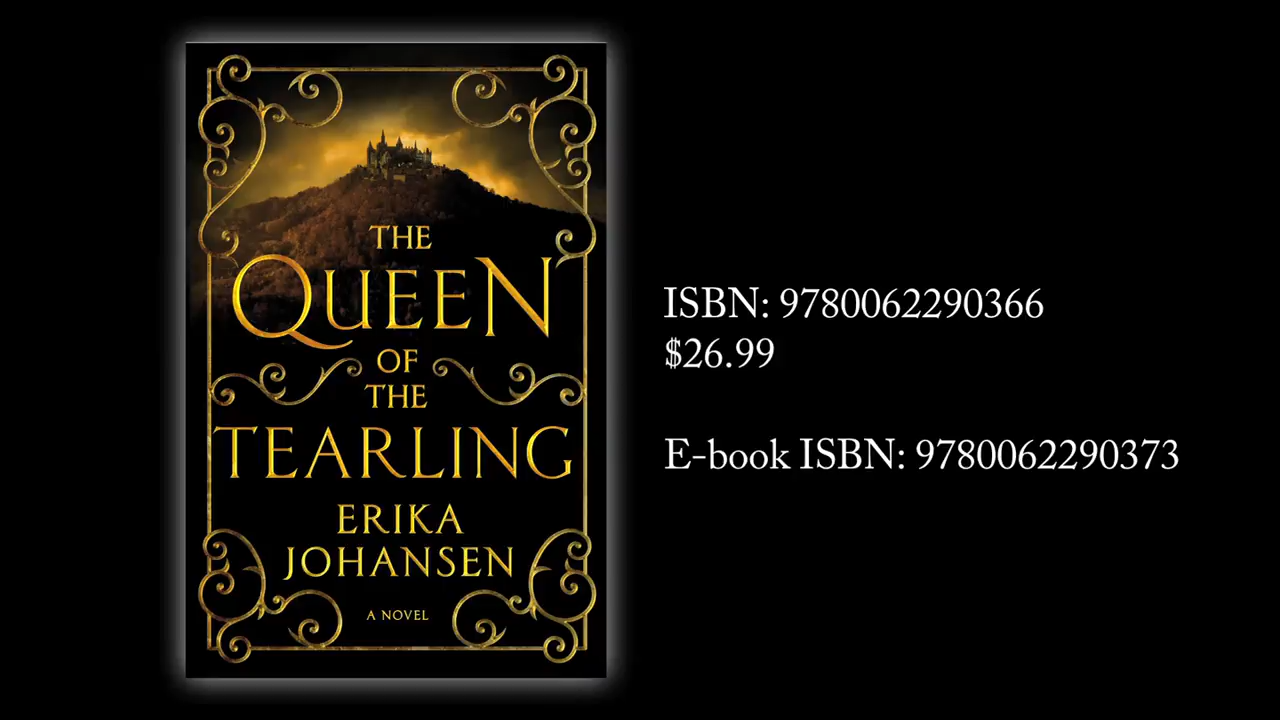 THE
QUEEN
OF
THE
TEARLING
ERIKA
JOHANSEN
A NOVEL
ISBN: 9780062290366
$26.99
E-book ISBN: 9780062290373